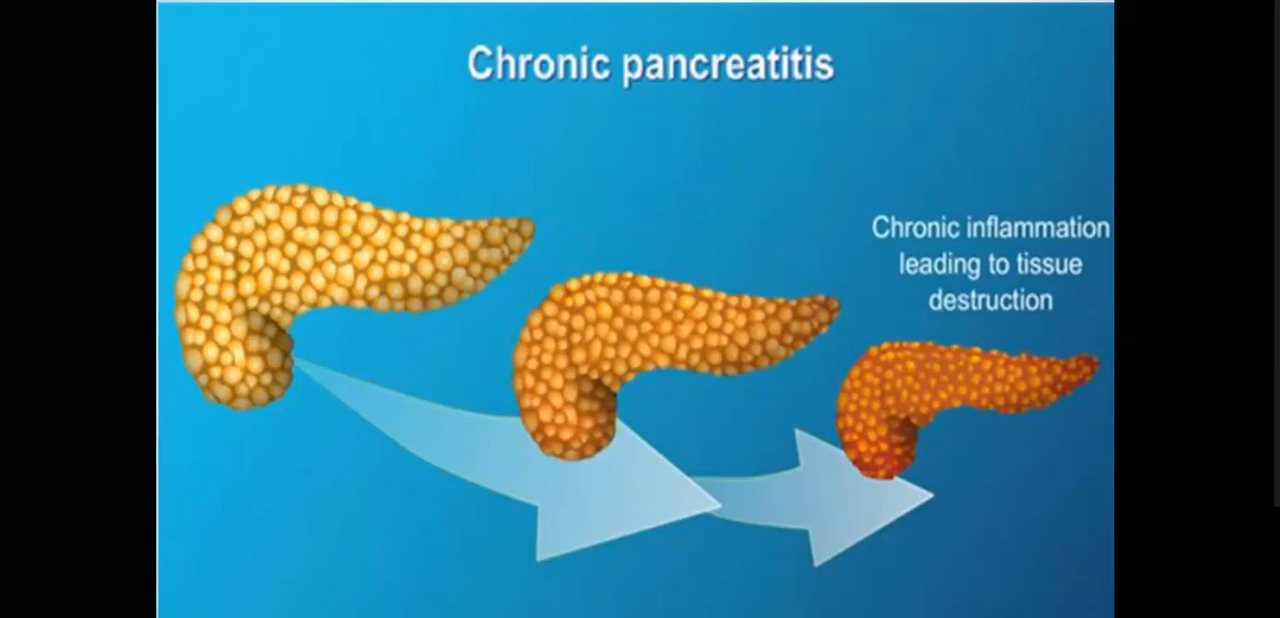 Chronic pancreatitis
Chronic inflammation
leading to tissue
destruction